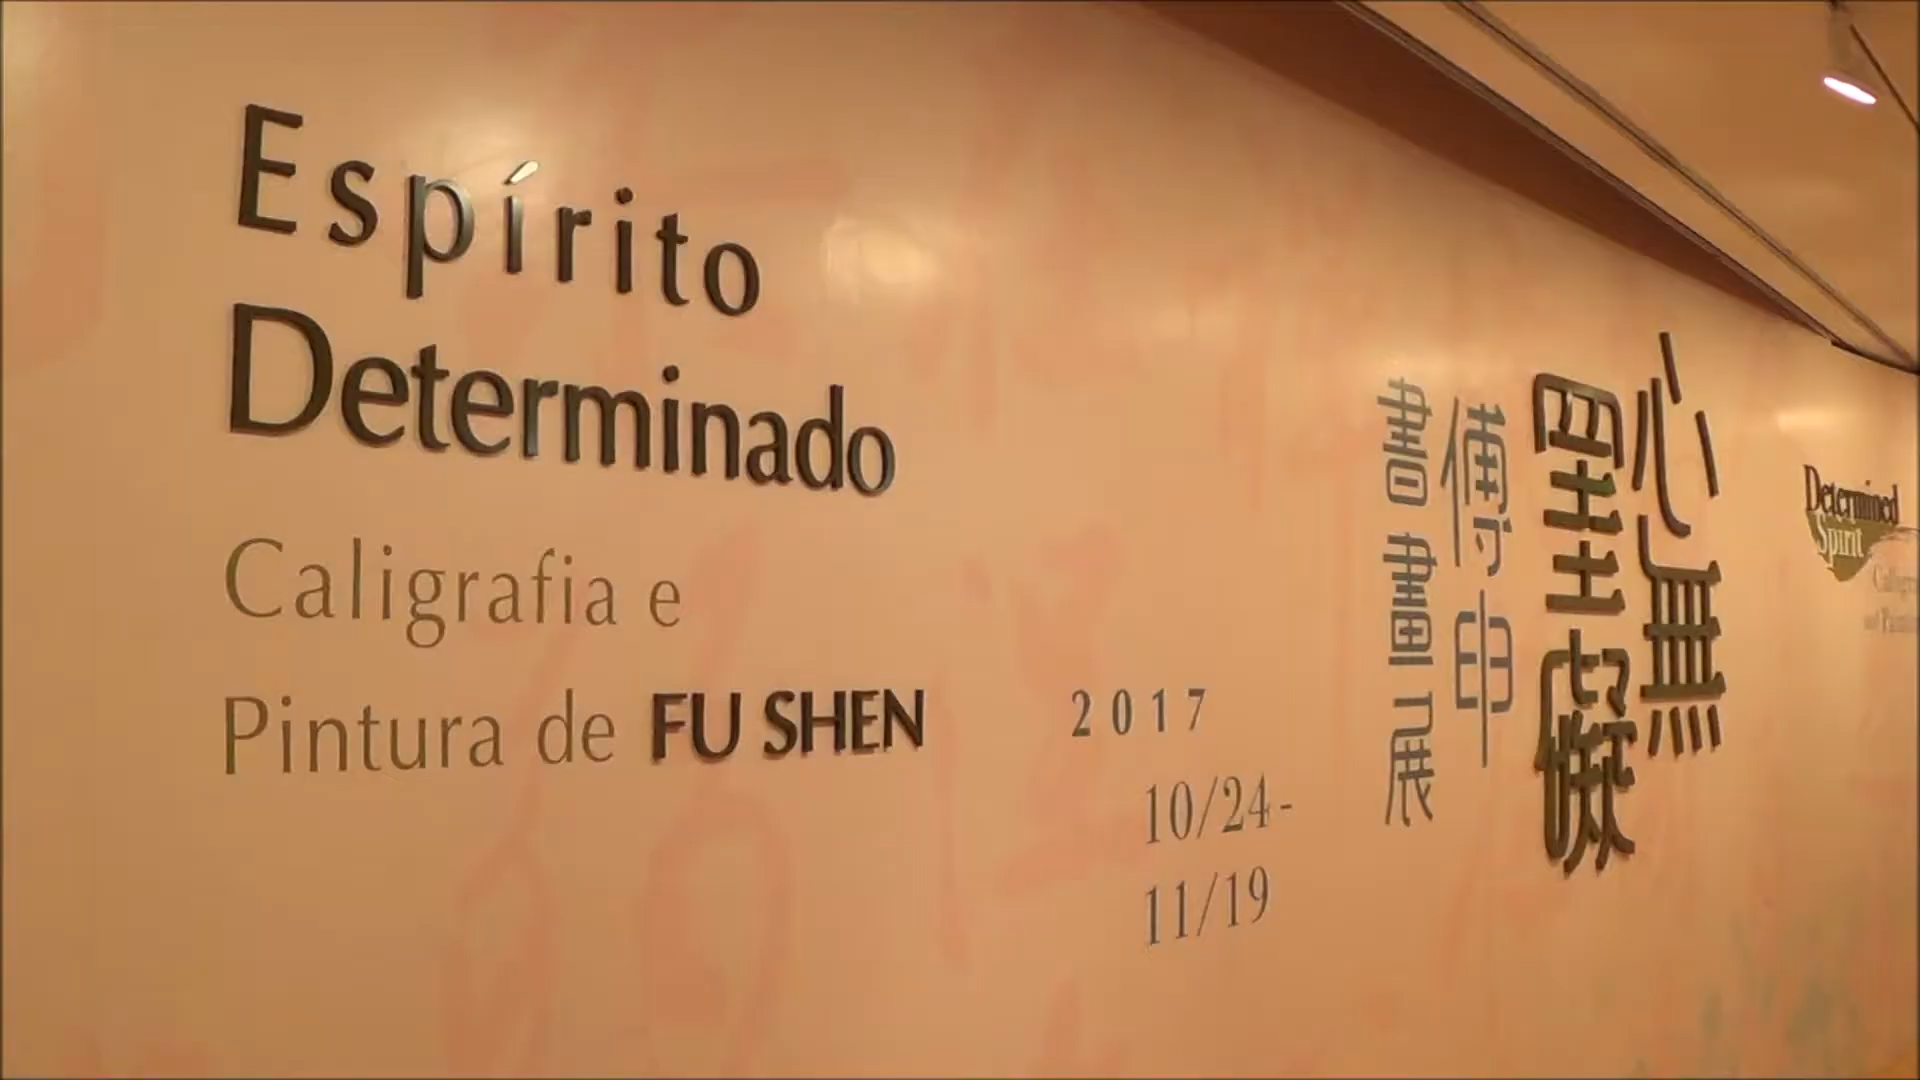 Espírito
Determinado
Caligrafia e
Pintura de FU SHEN
2017
10/24-
11/19
心無
罣礙
傅申
書畫展
Determined
Spirit